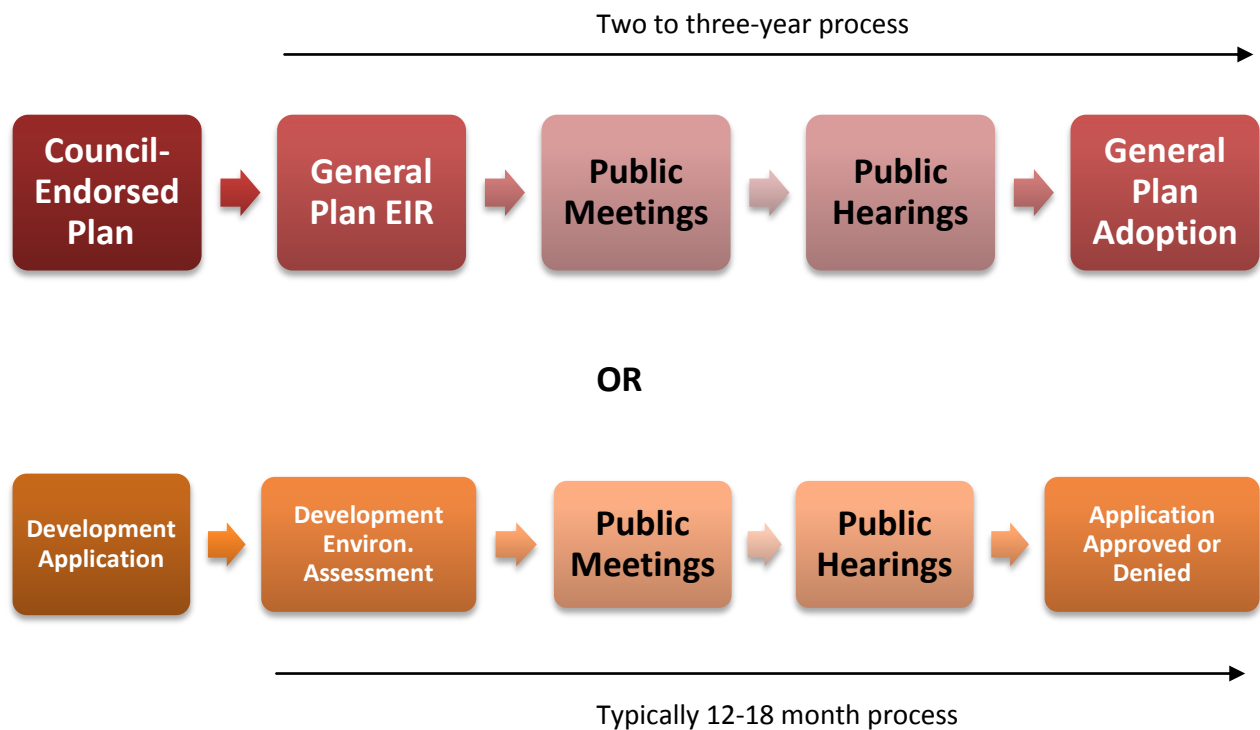 Two to three-year process
Council-
Endorsed
Plan
General
Plan EIR
Public
Meetings
Public
Hearings
General
Plan
Adoption
OR
Development
Application
Development
Environ.
Assessment
Public
Meetings
Public
Hearings
Application
Approved or
Denied
Typically 12-18 month process